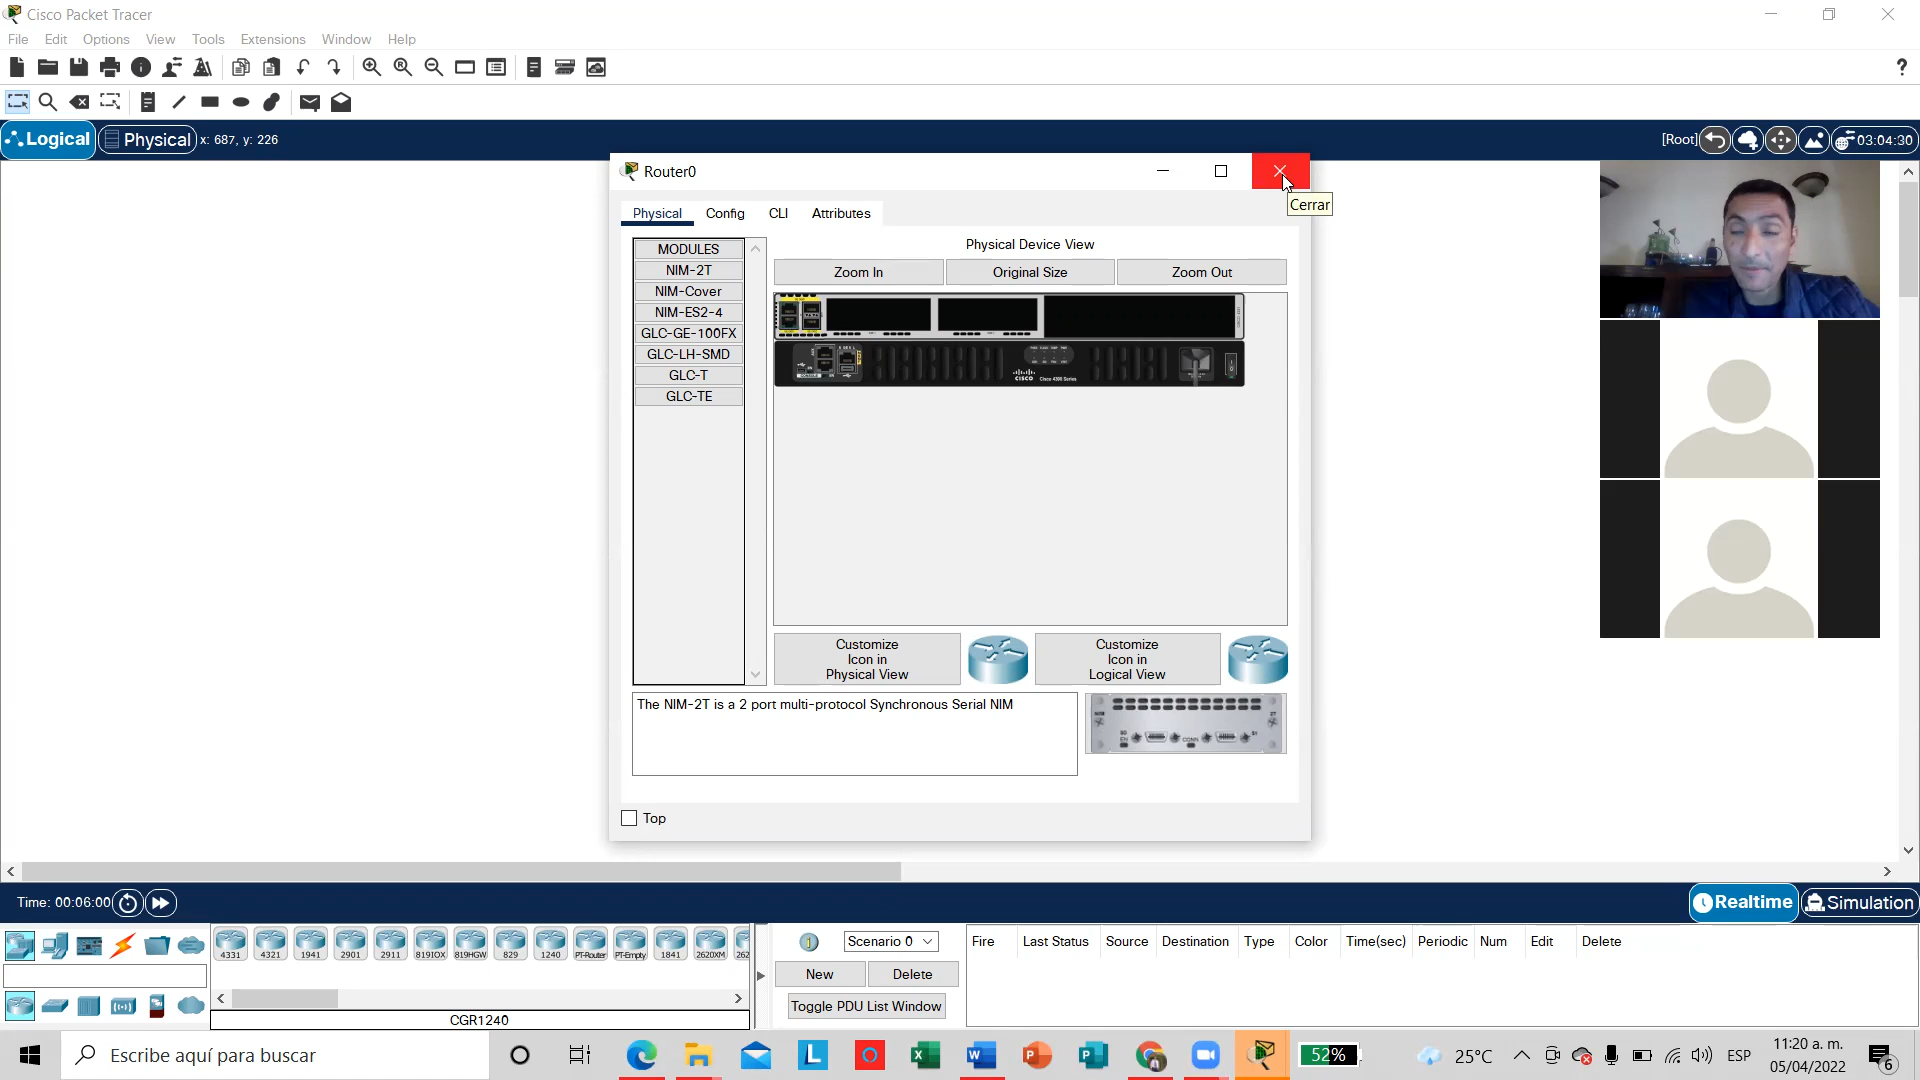 Cisco Packet Tracer
File Edit Options View Tools Extensions Window Help
?
Logical Physical x: 687, y: 226
[Root] 03:04:30
Router0
Cerrar
Physical Config CLI Attributes
MODULES
NIM-2T
NIM-Cover
NIM-ES2-4
GLC-GE-100FX
GLC-LH-SMD
GLC-T
GLC-TE
Physical Device View
Zoom In Original Size Zoom Out
CISCO Cisco 4300 Series
Customize
Icon in
Physical View
Customize
Icon in
Logical View
The NIM-2T is a 2 port multi-protocol Synchronous Serial NIM
Top
Time: 00:06:00
Realtime Simulation
4331 4321 1941 2901 2911 819IOX 819HGW 829 1240 PT-Router PT-Empty 1841 2620XM 262
CGR1240
Scenario 0
New Delete
Toggle PDU List Window
Fire Last Status Source Destination Type Color Time(sec) Periodic Num Edit Delete
Escribe aquí para buscar
52%
25°C
ESP
11:20 a. m.
05/04/2022
6